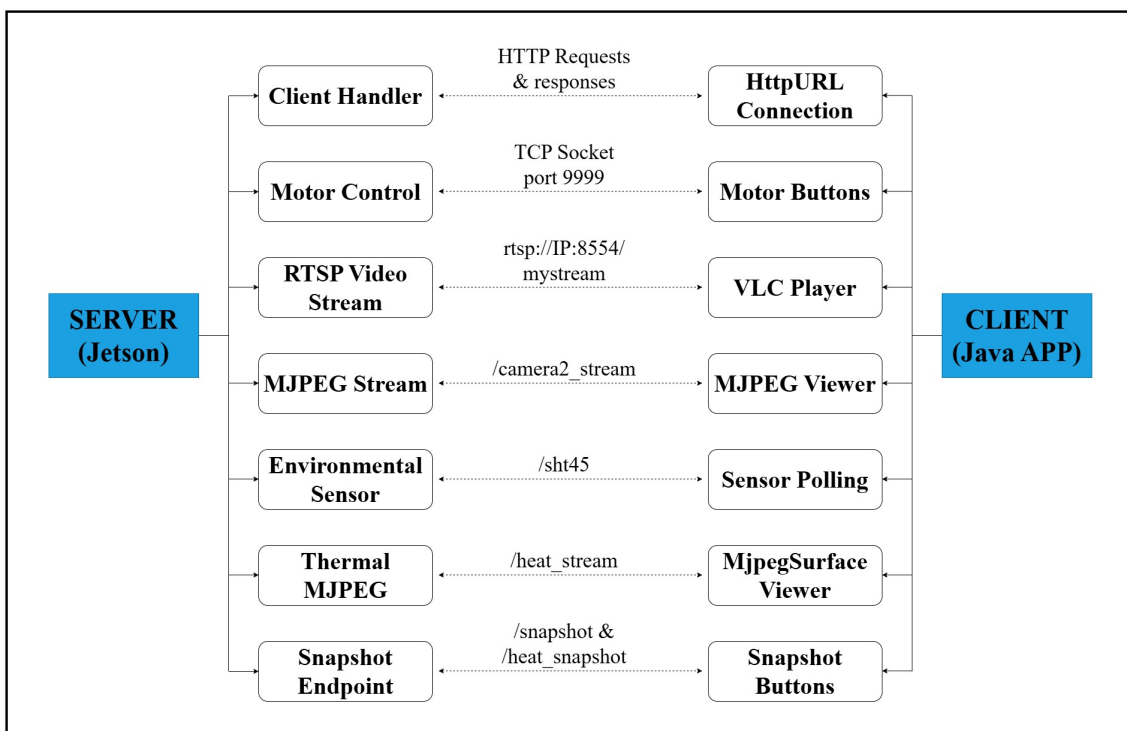 HTTP Requests
& responses
Client Handler
HttpURL
Connection
TCP Socket
port 9999
Motor Control
Motor Buttons
rtsp://IP:8554/
mystream
RTSP Video
Stream
VLC Player
SERVER
(Jetson)
CLIENT
(Java APP)
/camera2_stream
MJPEG Stream
MJPEG Viewer
/sht45
Environmental
Sensor
Sensor Polling
/heat_stream
Thermal
MJPEG
MjpegSurface
Viewer
/snapshot &
/heat_snapshot
Snapshot
Endpoint
Snapshot
Buttons